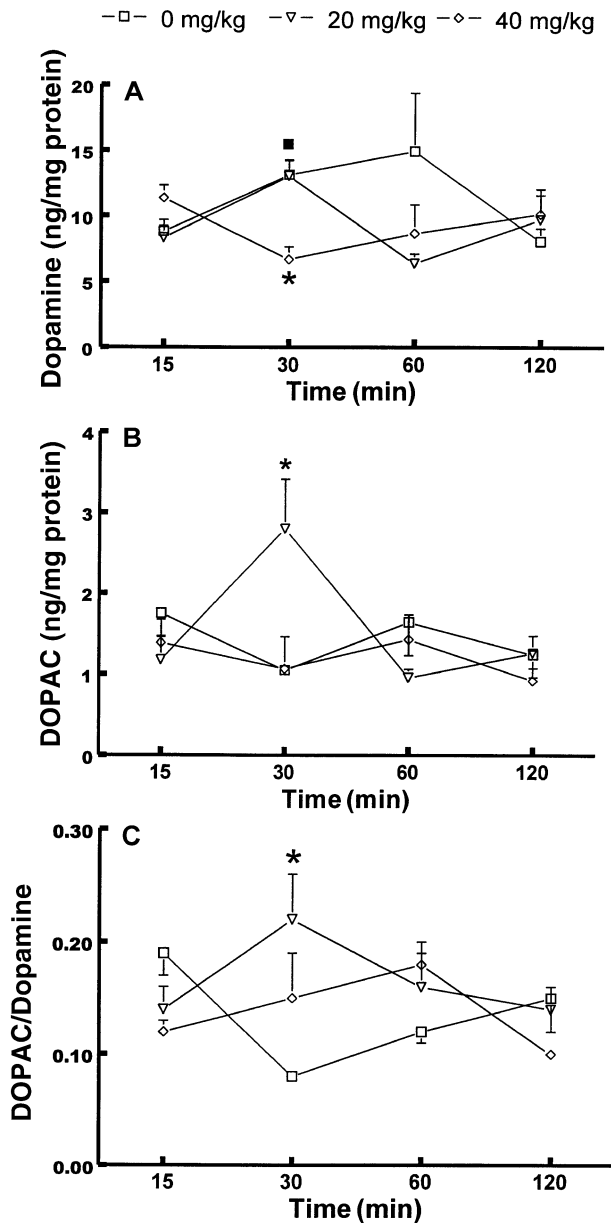 0 mg/kg 20 mg/kg 40 mg/kg
A
Dopamine (ng/mg protein)
20
15
10
5
0
*
15 30 60 120
Time (min)
B
DOPAC (ng/mg protein)
4
3
2
1
0
*
15 30 60 120
Time (min)
C
DOPAC/Dopamine
0.30
0.20
0.10
0.00
*
15 30 60 120
Time (min)